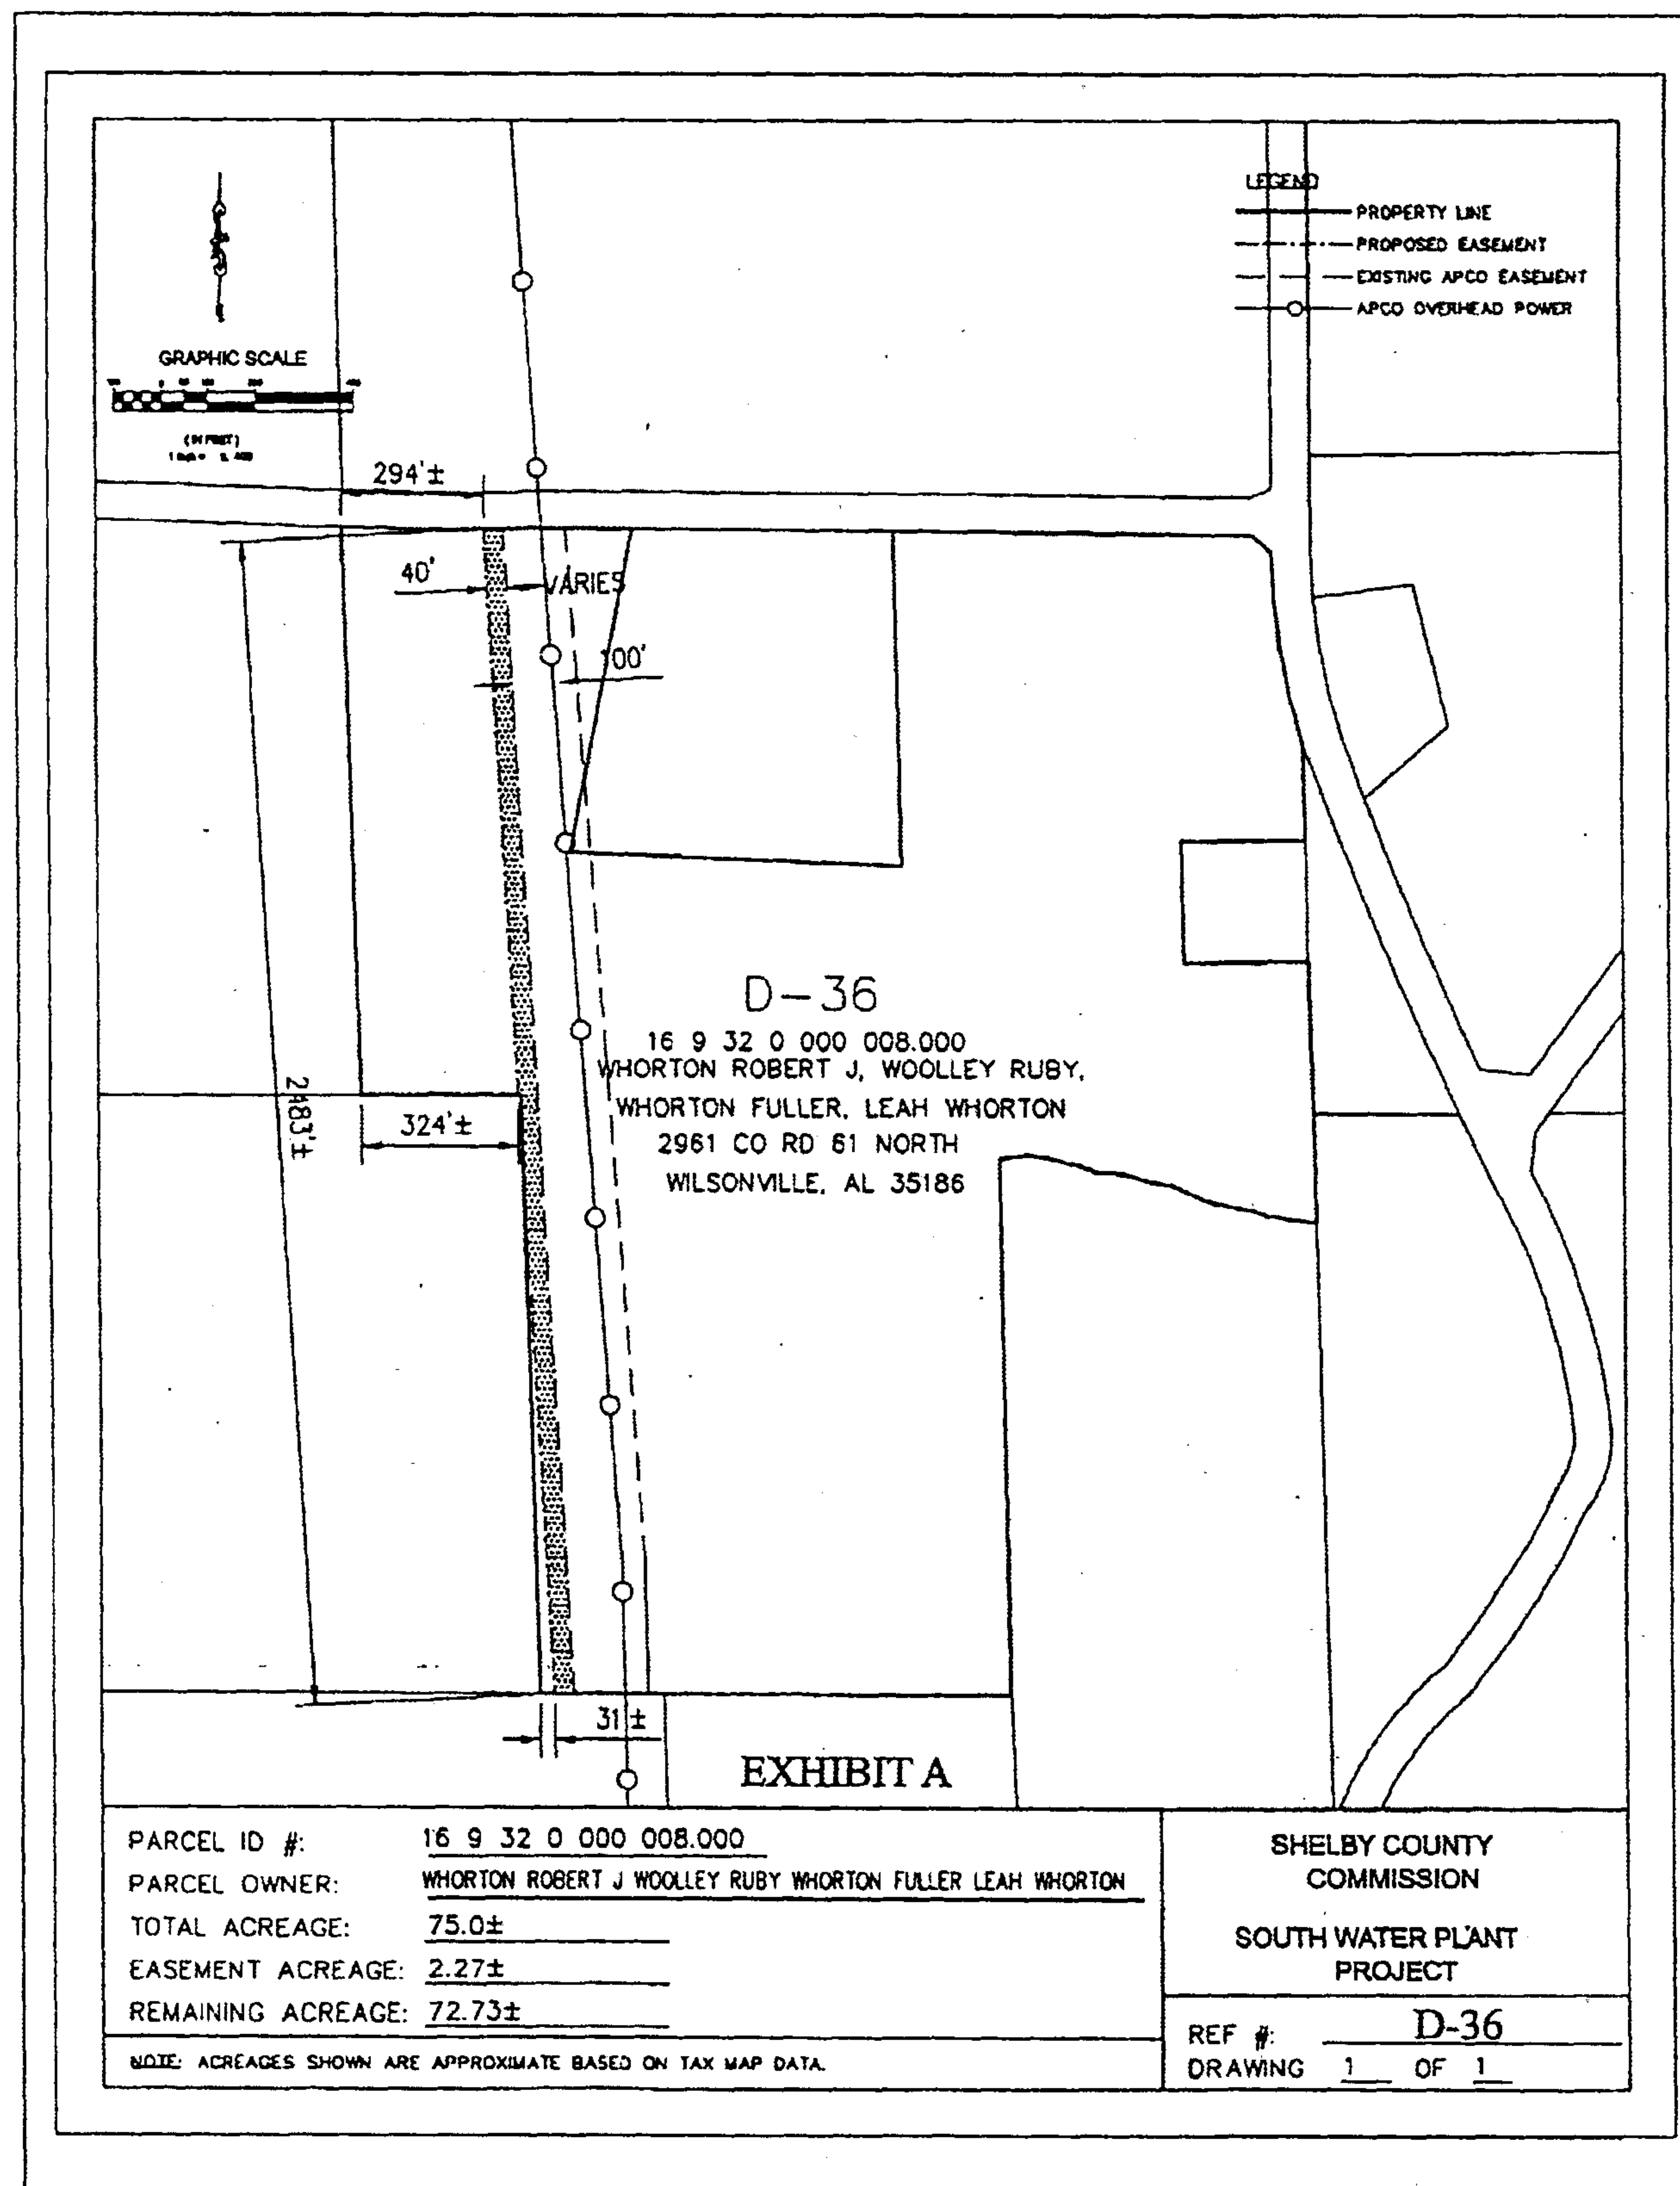 LEGEND
PROPERTY LINE
PROPOSED EASEMENT
EXISTING APCO EASEMENT
APCO OVERHEAD POWER
GRAPHIC SCALE
(IN FEET)
294'±
40'
VARIES
100'
2483'±
324'±
D-36
16 9 32 0 000 008.000
WHORTON ROBERT J, WOOLLEY RUBY,
WHORTON FULLER, LEAH WHORTON
2961 CO RD 61 NORTH
WILSONVILLE, AL 35186
31'±
EXHIBIT A
PARCEL ID #: 16 9 32 0 000 008.000
PARCEL OWNER: WHORTON ROBERT J WOOLLEY RUBY WHORTON FULLER LEAH WHORTON
TOTAL ACREAGE: 75.0±
EASEMENT ACREAGE: 2.27±
REMAINING ACREAGE: 72.73±
NOTE: ACREAGES SHOWN ARE APPROXIMATE BASED ON TAX MAP DATA.
SHELBY COUNTY
COMMISSION
SOUTH WATER PLANT
PROJECT
REF #: D-36
DRAWING 1 OF 1